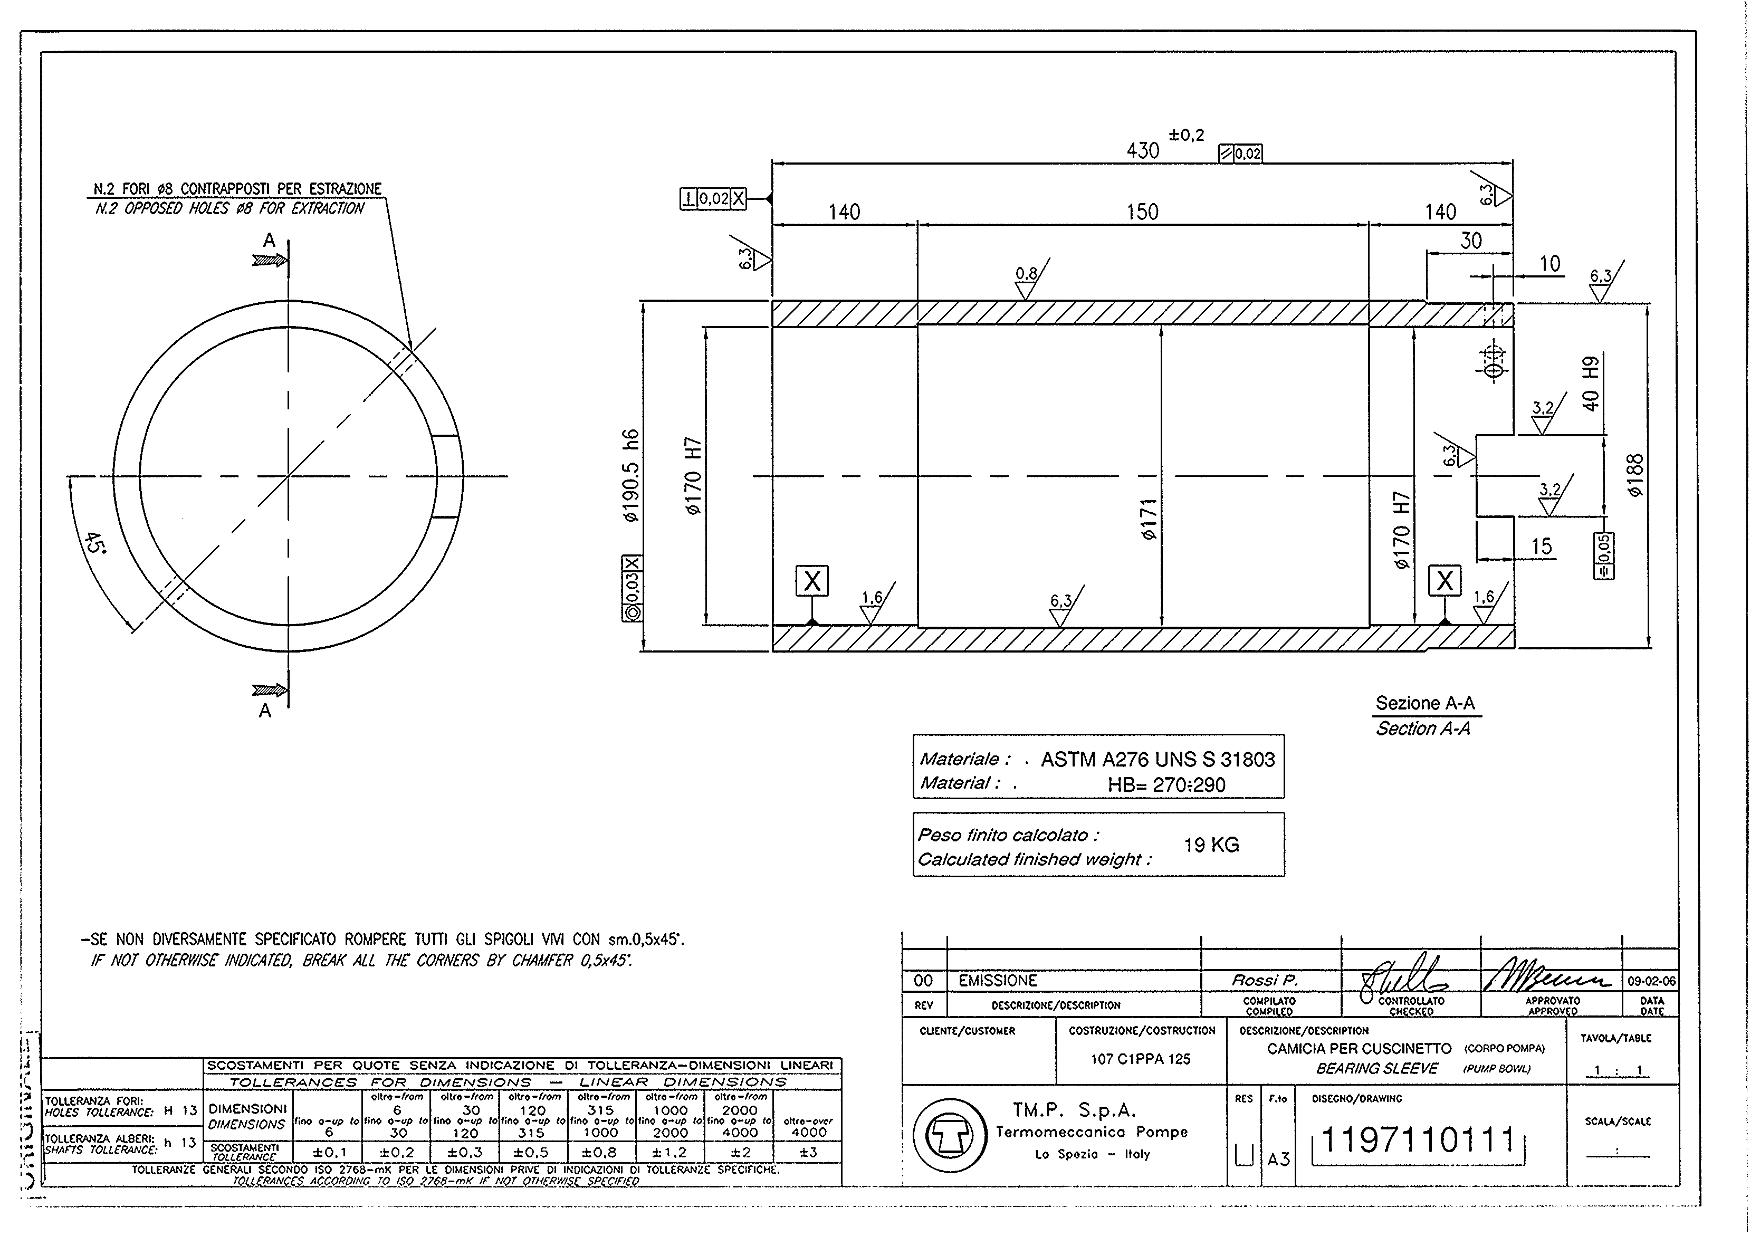 N.2 FORI ø8 CONTRAPPOSTI PER ESTRAZIONE
N.2 OPPOSED HOLES ø8 FOR EXTRACTION
A
A
45°
430 ±0,2
0,02
0,02 X
140
150
140
30
10
6,3
6,3
0,8
6,3
ø190.5 h6
0,03 X
ø170 H7
ø171
ø170 H7
40 H9
ø188
3,2
6,3
3,2
15
0,05
X
1,6
6,3
X
1,6
Sezione A-A
Section A-A
Materiale : . ASTM A276 UNS S 31803
Material : . HB= 270÷290
Peso finito calcolato :
Calculated finished weight : 19 KG
-SE NON DIVERSAMENTE SPECIFICATO ROMPERE TUTTI GLI SPIGOLI VIVI CON sm.0,5x45°.
IF NOT OTHERWISE INDICATED, BREAK ALL THE CORNERS BY CHAMFER 0,5x45°.
00 EMISSIONE Rossi P. 09-02-06
REV DESCRIZIONE/DESCRIPTION COMPILATO CONTROLLATO APPROVATO DATA
COMPILED CHECKED APPROVED DATE
CLIENTE/CUSTOMER
COSTRUZIONE/COSTRUCTION
107 C1PPA 125
DESCRIZIONE/DESCRIPTION
CAMICIA PER CUSCINETTO (CORPO POMPA)
BEARING SLEEVE (PUMP BOWL)
TAVOLA/TABLE
1 : 1
TM.P. S.p.A.
Termomeccanica Pompe
La Spezia - Italy
RES
U
F.to
A3
DISEGNO/DRAWING
1197110111
SCALA/SCALE
:
SCOSTAMENTI PER QUOTE SENZA INDICAZIONE DI TOLLERANZA-DIMENSIONI LINEARI
TOLLERANCES FOR DIMENSIONS - LINEAR DIMENSIONS
TOLLERANZA FORI:
HOLES TOLLERANCE: H 13
TOLLERANZA ALBERI:
SHAFTS TOLLERANCE: h 13
DIMENSIONI
DIMENSIONS
oltre-from oltre-from oltre-from oltre-from oltre-from oltre-from
6 30 120 315 1000 2000
fino a-up to fino a-up to fino a-up to fino a-up to fino a-up to fino a-up to fino a-up to oltre-over
6 30 120 315 1000 2000 4000 4000
SCOSTAMENTI
TOLLERANCE
±0,1 ±0,2 ±0,3 ±0,5 ±0,8 ±1,2 ±2 ±3
TOLLERANZE GENERALI SECONDO ISO 2768-mK PER LE DIMENSIONI PRIVE DI INDICAZIONI DI TOLLERANZE SPECIFICHE.
TOLLERANCES ACCORDING TO ISO 2768-mK IF NOT OTHERWISE SPECIFIED